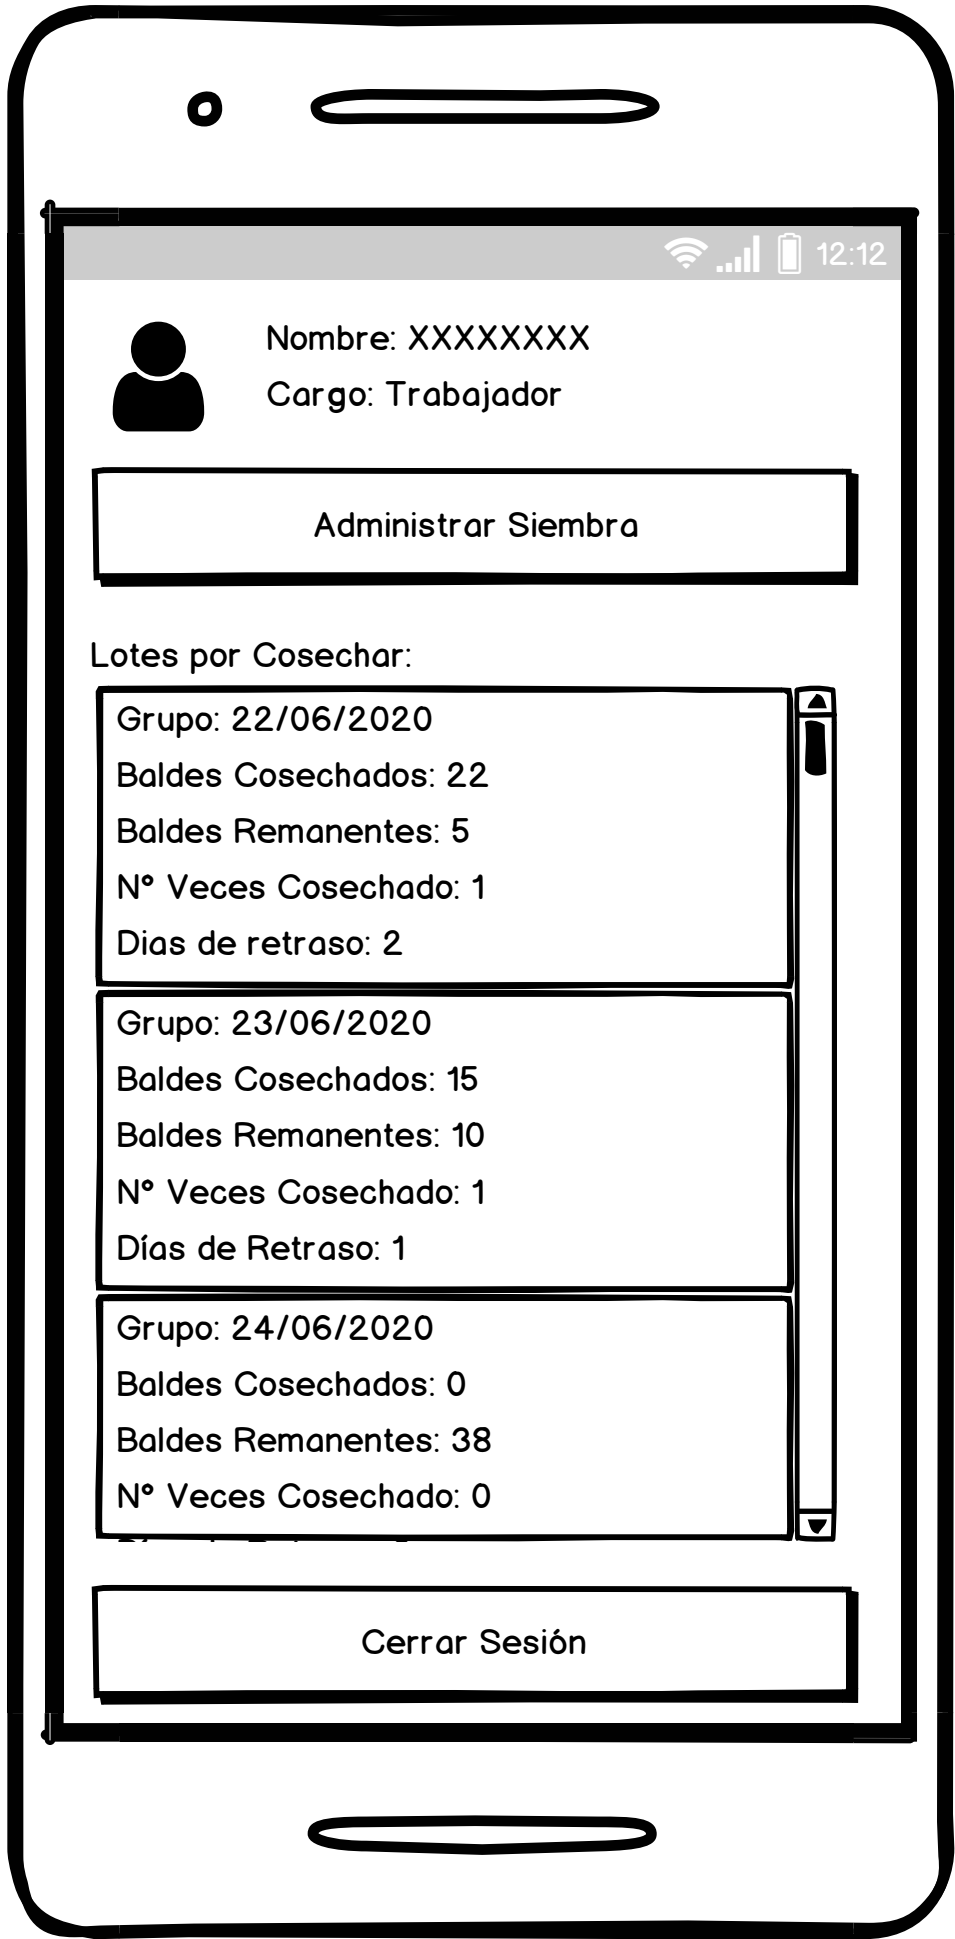 12:12
Nombre: XXXXXXXX
Cargo: Trabajador
Administrar Siembra
Lotes por Cosechar:
Grupo: 22/06/2020
Baldes Cosechados: 22
Baldes Remanentes: 5
N° Veces Cosechado: 1
Dias de retraso: 2
Grupo: 23/06/2020
Baldes Cosechados: 15
Baldes Remanentes: 10
N° Veces Cosechado: 1
Días de Retraso: 1
Grupo: 24/06/2020
Baldes Cosechados: 0
Baldes Remanentes: 38
N° Veces Cosechado: 0
Cerrar Sesión